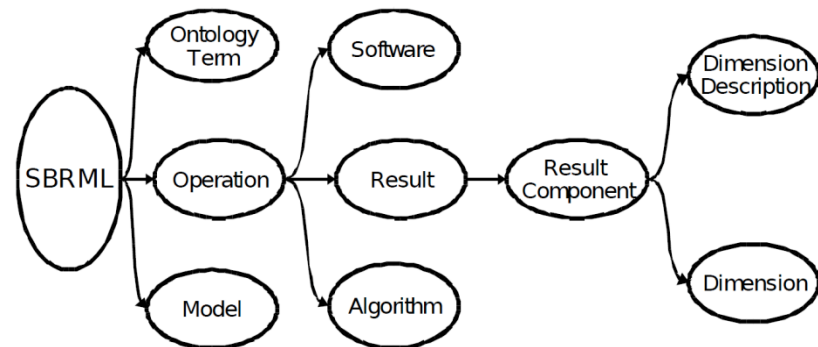 SBRML
Ontology
Term
Operation
Model
Software
Result
Algorithm
Result
Component
Dimension
Description
Dimension